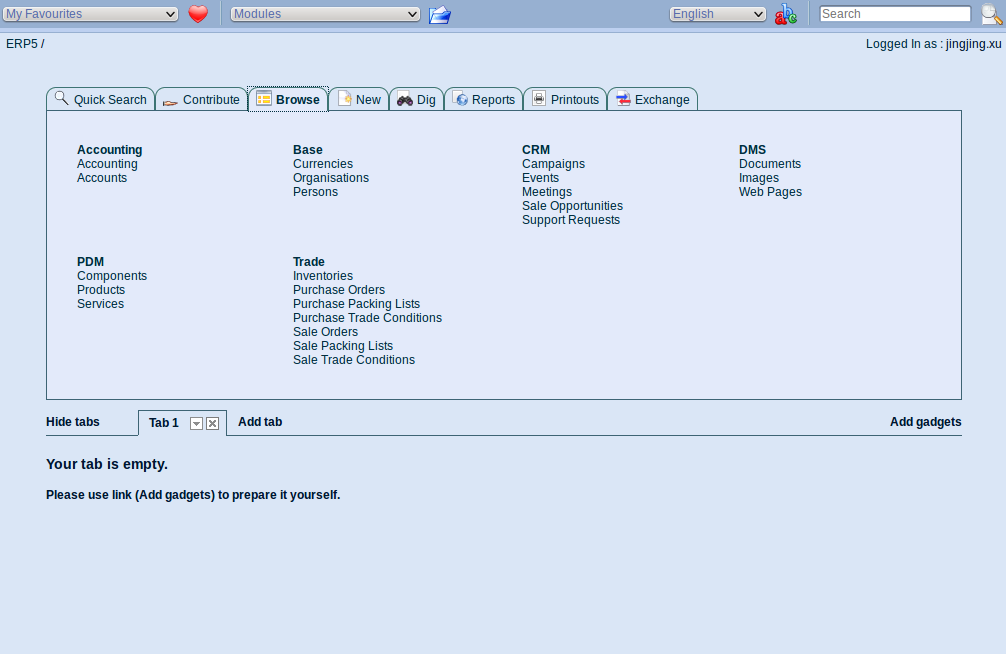 My Favourites Modules English Search
ERP5 / Logged In as : jingjing.xu
Quick Search Contribute Browse New Dig Reports Printouts Exchange
Accounting
Accounting
Accounts
Base
Currencies
Organisations
Persons
CRM
Campaigns
Events
Meetings
Sale Opportunities
Support Requests
DMS
Documents
Images
Web Pages
PDM
Components
Products
Services
Trade
Inventories
Purchase Orders
Purchase Packing Lists
Purchase Trade Conditions
Sale Orders
Sale Packing Lists
Sale Trade Conditions
Hide tabs Tab 1 Add tab Add gadgets
Your tab is empty.
Please use link (Add gadgets) to prepare it yourself.